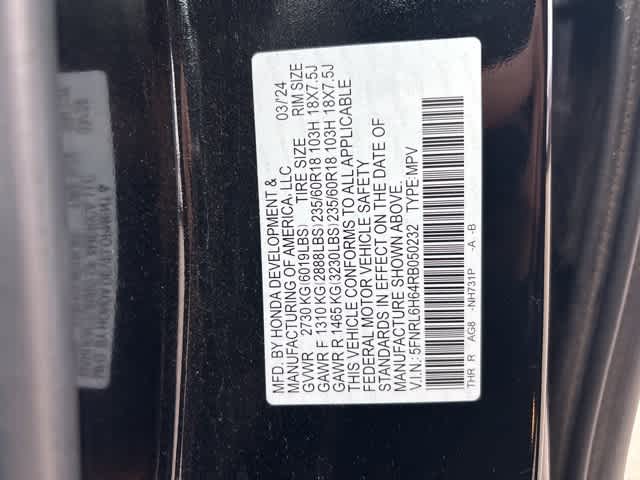 MFD. BY HONDA DEVELOPMENT & 03/24
MANUFACTURING OF AMERICA, LLC
GVWR 2730 KG (6019LBS) TIRE SIZE RIM SIZE
GAWR F 1310 KG (2888LBS) 235/60R18 103H 18X7.5J
GAWR R 1465 KG (3230LBS) 235/60R18 103H 18X7.5J
THIS VEHICLE CONFORMS TO ALL APPLICABLE
FEDERAL MOTOR VEHICLE SAFETY
STANDARDS IN EFFECT ON THE DATE OF
MANUFACTURE SHOWN ABOVE.
V.I.N.: 5FNRL6H64RB050232 TYPE:MPV
THR R AG8 -NH731P -A -B